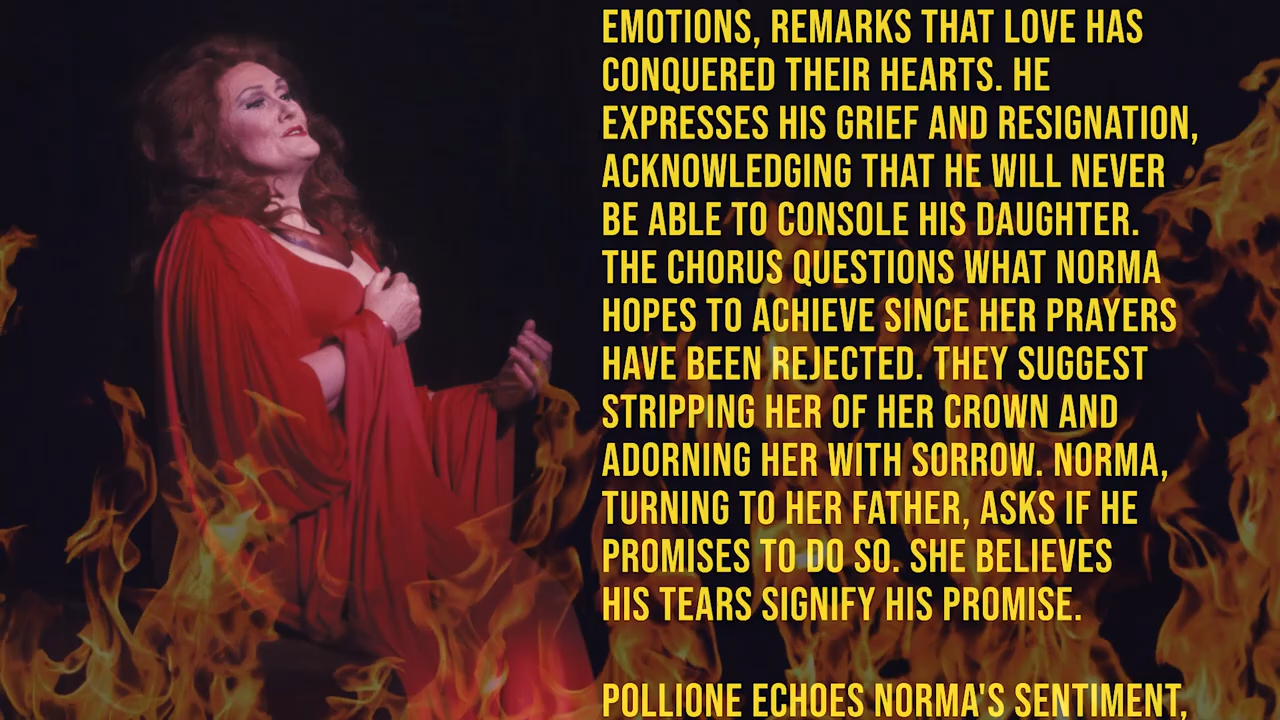 EMOTIONS, REMARKS THAT LOVE HAS
CONQUERED THEIR HEARTS. HE
EXPRESSES HIS GRIEF AND RESIGNATION,
ACKNOWLEDGING THAT HE WILL NEVER
BE ABLE TO CONSOLE HIS DAUGHTER.
THE CHORUS QUESTIONS WHAT NORMA
HOPES TO ACHIEVE SINCE HER PRAYERS
HAVE BEEN REJECTED. THEY SUGGEST
STRIPPING HER OF HER CROWN AND
ADORNING HER WITH SORROW. NORMA,
TURNING TO HER FATHER, ASKS IF HE
PROMISES TO DO SO. SHE BELIEVES
HIS TEARS SIGNIFY HIS PROMISE.
POLLIONE ECHOES NORMA'S SENTIMENT,